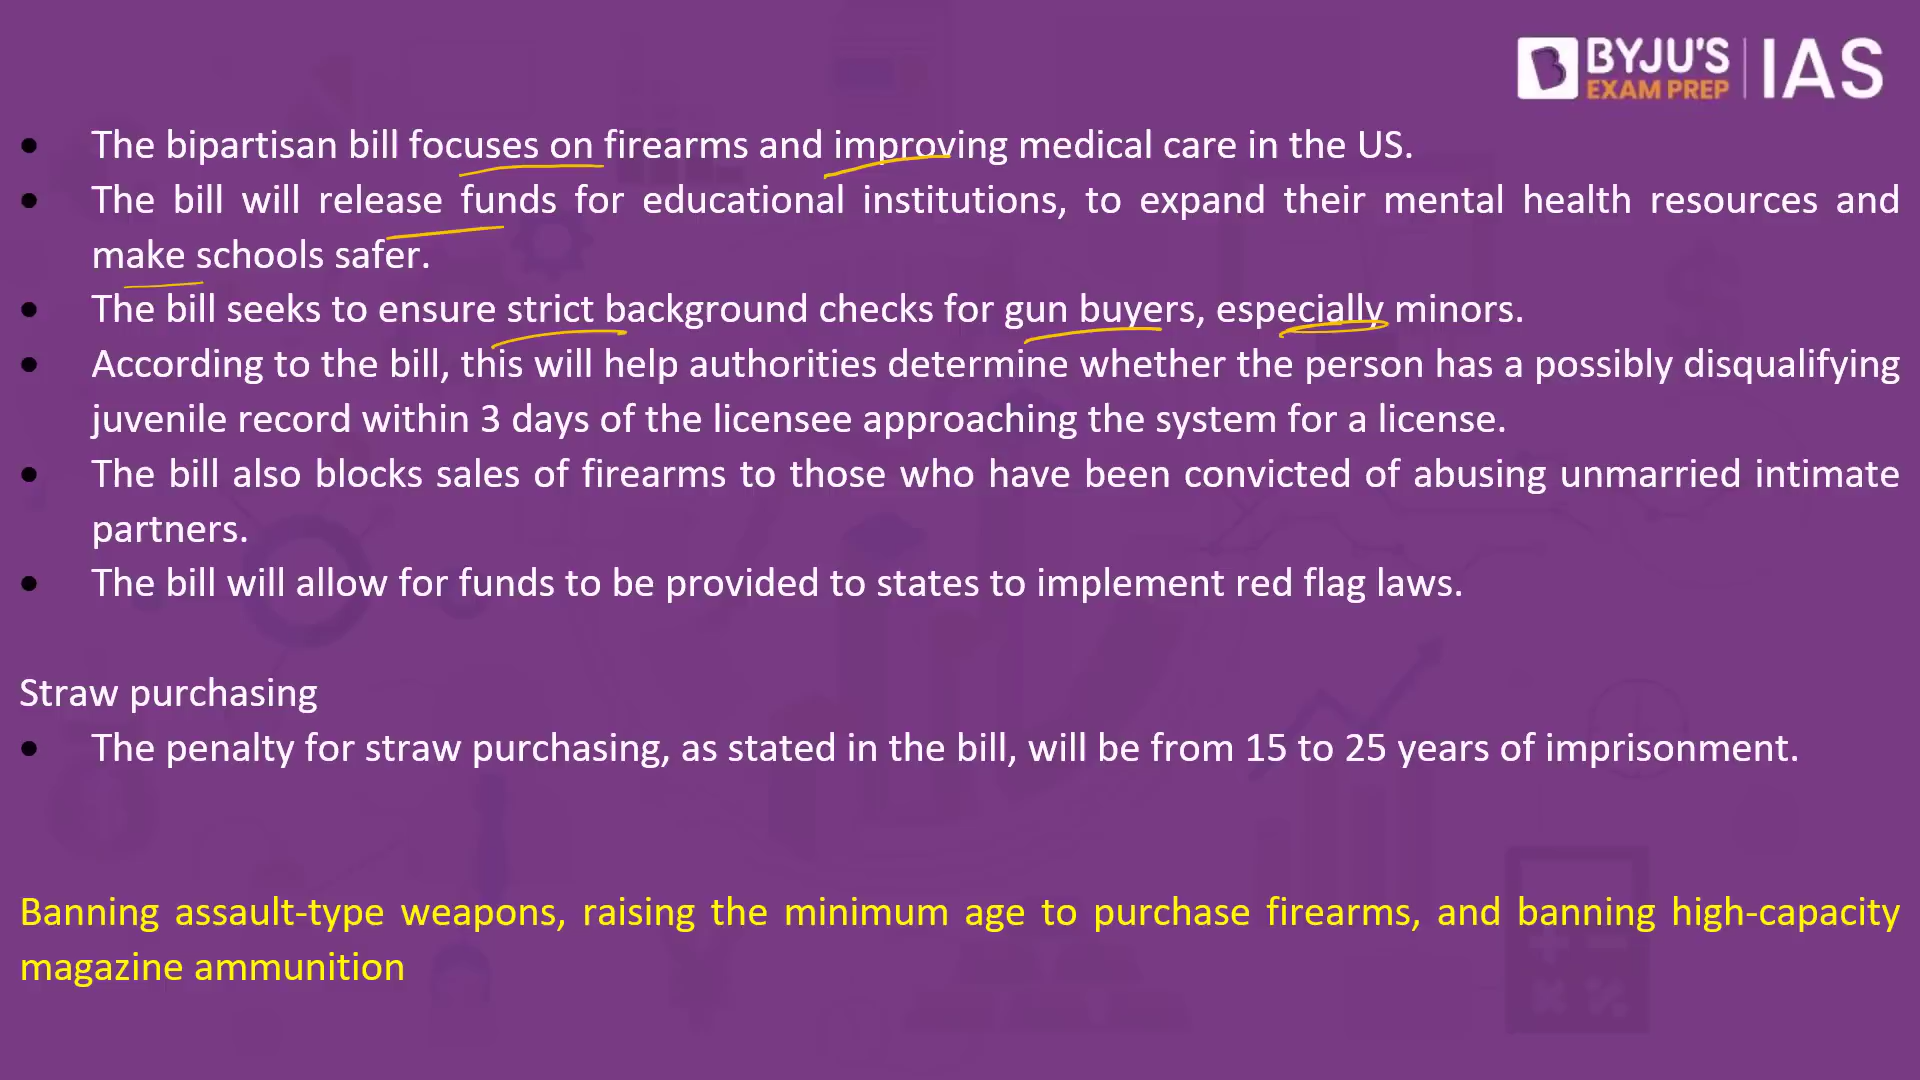 BYJU'S
EXAM PREP
IAS
• The bipartisan bill focuses on firearms and improving medical care in the US.
• The bill will release funds for educational institutions, to expand their mental health resources and
make schools safer.
• The bill seeks to ensure strict background checks for gun buyers, especially minors.
• According to the bill, this will help authorities determine whether the person has a possibly disqualifying
juvenile record within 3 days of the licensee approaching the system for a license.
• The bill also blocks sales of firearms to those who have been convicted of abusing unmarried intimate
partners.
• The bill will allow for funds to be provided to states to implement red flag laws.
Straw purchasing
• The penalty for straw purchasing, as stated in the bill, will be from 15 to 25 years of imprisonment.
Banning assault-type weapons, raising the minimum age to purchase firearms, and banning high-capacity
magazine ammunition